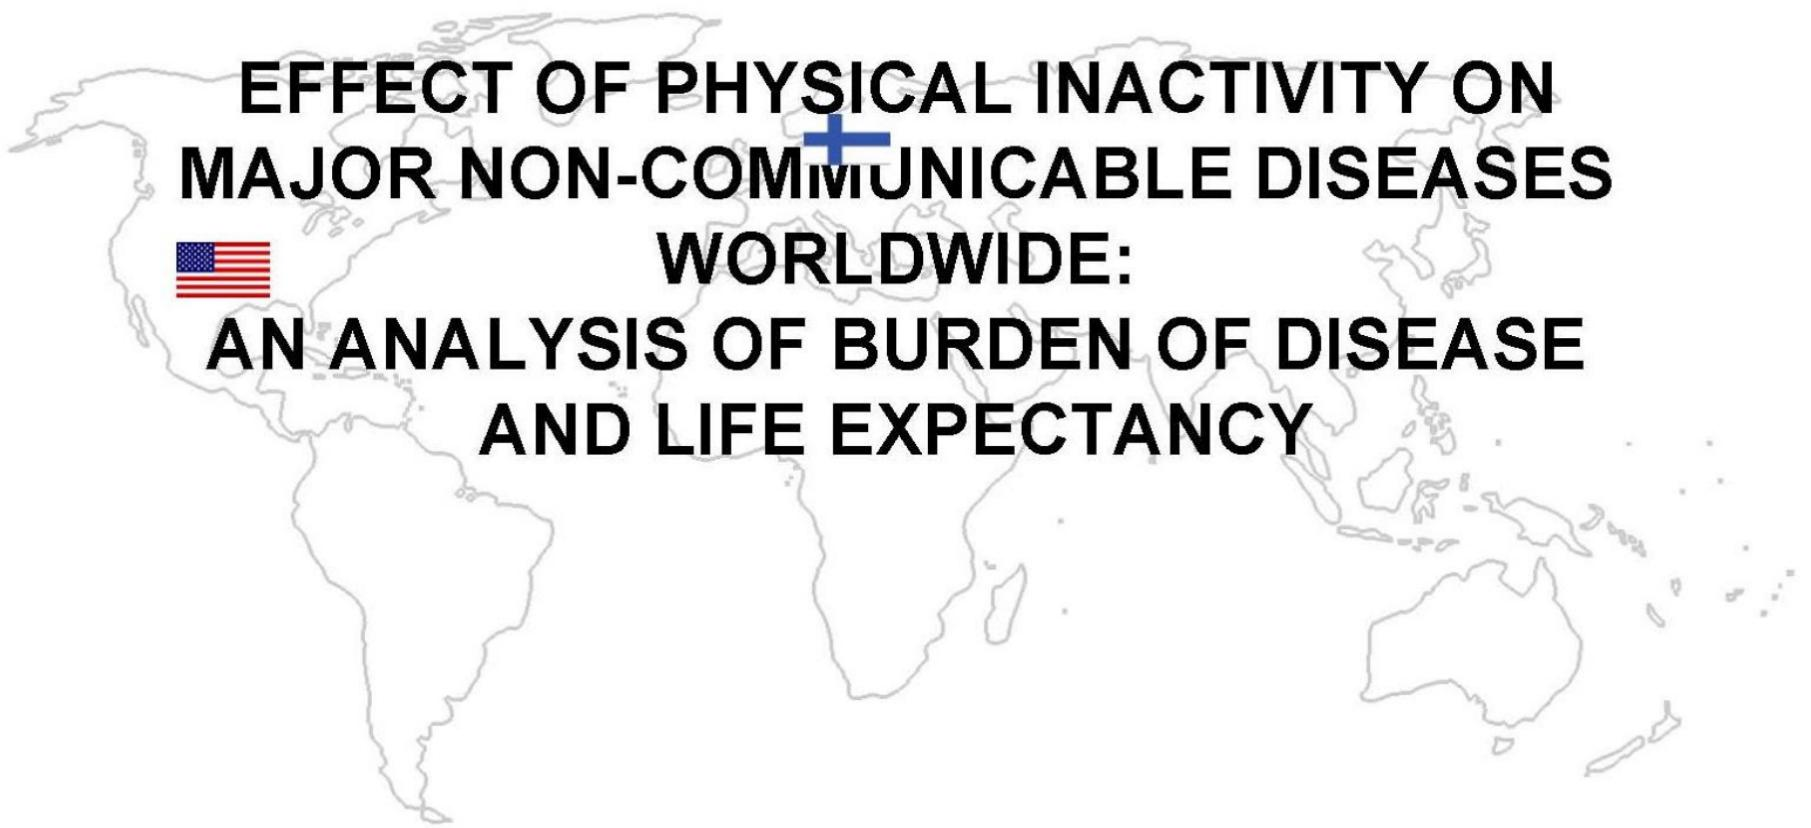 EFFECT OF PHYSICAL INACTIVITY ON
MAJOR NON-COMMUNICABLE DISEASES
WORLDWIDE:
AN ANALYSIS OF BURDEN OF DISEASE
AND LIFE EXPECTANCY